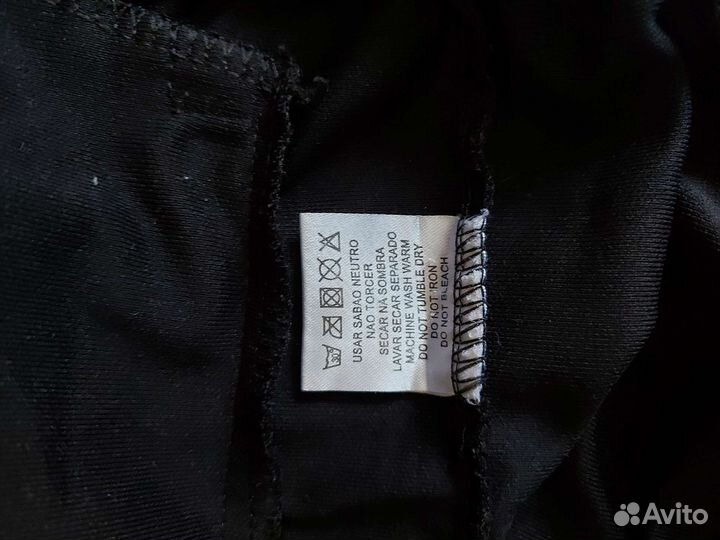 30
USAR SABAO NEUTRO
NAO TORCER
SECAR NA SOMBRA
LAVAR SECAR SEPARADO
MACHINE WASH WARM
DO NOT TUMBLE DRY
DO NOT IRON
DO NOT BLEACH
Avito